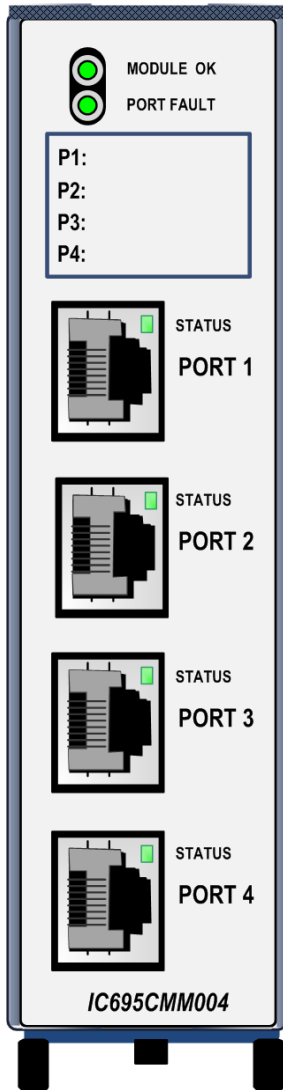 MODULE OK
PORT FAULT
P1:
P2:
P3:
P4:
STATUS
PORT 1
STATUS
PORT 2
STATUS
PORT 3
STATUS
PORT 4
IC695CMM004